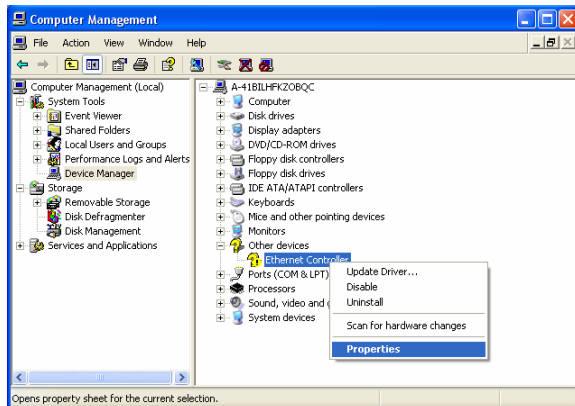 Computer Management
File Action View Window Help
Computer Management (Local)
System Tools
Event Viewer
Shared Folders
Local Users and Groups
Performance Logs and Alerts
Device Manager
Storage
Removable Storage
Disk Defragmenter
Disk Management
Services and Applications
A-41BILHFKZOBQC
Computer
Disk drives
Display adapters
DVD/CD-ROM drives
Floppy disk controllers
Floppy disk drives
IDE ATA/ATAPI controllers
Keyboards
Mice and other pointing devices
Monitors
Other devices
Ethernet Controller
Ports (COM & LPT)
Processors
Sound, video and
System devices
Update Driver...
Disable
Uninstall
Scan for hardware changes
Properties
Opens property sheet for the current selection.